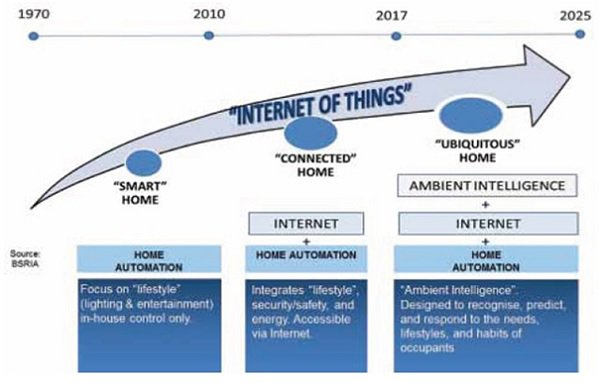 1970 2010 2017 2025
"INTERNET OF THINGS"
"SMART"
HOME
"CONNECTED"
HOME
"UBIQUITOUS"
HOME
AMBIENT INTELLIGENCE
+
INTERNET
+
INTERNET
+
Source:
BSRIA
HOME
AUTOMATION
Focus on "lifestyle"
(lighting & entertainment)
in-house control only.
HOME AUTOMATION
Integrates "lifestyle",
security/safety, and
energy. Accessible
via Internet.
HOME
AUTOMATION
"Ambient Intelligence".
Designed to recognise, predict,
and respond to the needs,
lifestyles, and habits of
occupants